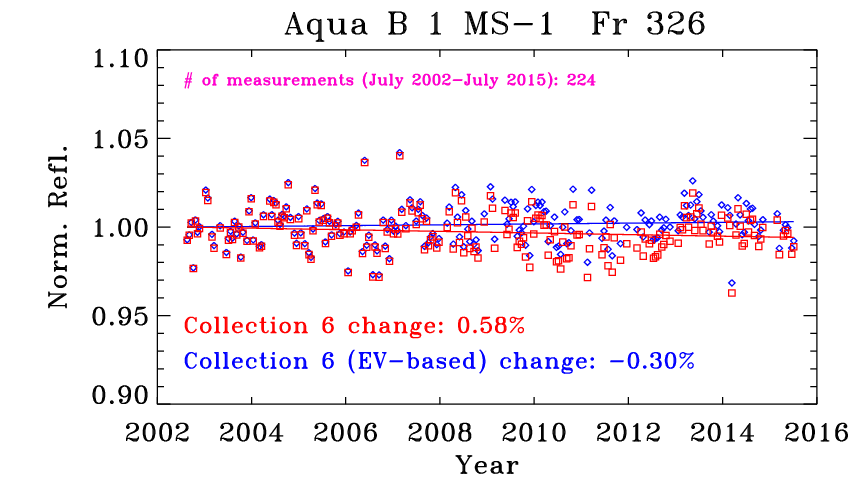 Aqua B 1 MS-1 Fr 326
# of measurements (July 2002-July 2015): 224
1.10
1.05
1.00
0.95
0.90
Norm. Refl.
Collection 6 change: 0.58%
Collection 6 (EV-based) change: -0.30%
2002 2004 2006 2008 2010 2012 2014 2016
Year